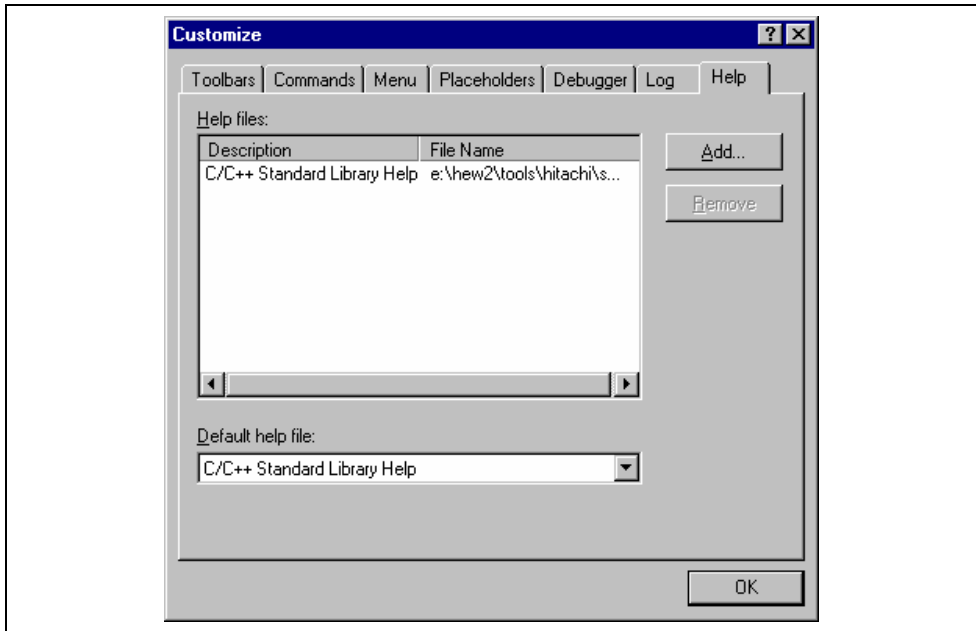 Customize
Toolbars Commands Menu Placeholders Debugger Log Help
Help files:
Description File Name
C/C++ Standard Library Help e:\hew2\tools\hitachi\s...
Add...
Remove
Default help file:
C/C++ Standard Library Help
OK